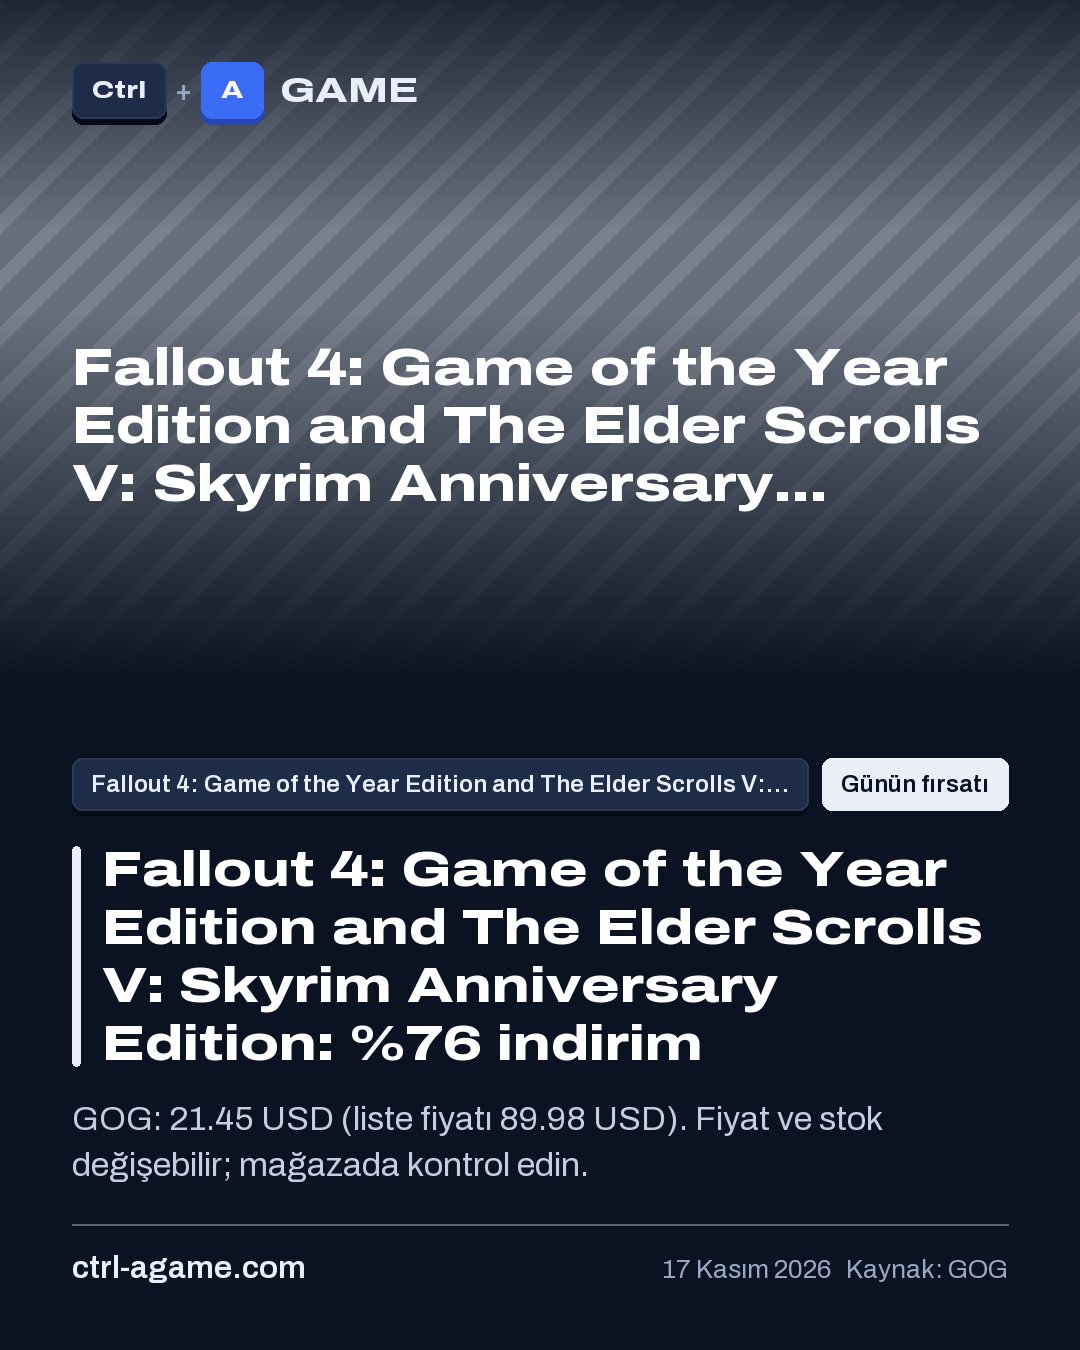 Ctrl + A GAME
Fallout 4: Game of the Year
Edition and The Elder Scrolls
V: Skyrim Anniversary...
Fallout 4: Game of the Year Edition and The Elder Scrolls V:... Günün fırsatı
Fallout 4: Game of the Year
Edition and The Elder Scrolls
V: Skyrim Anniversary
Edition: %76 indirim
GOG: 21.45 USD (liste fiyatı 89.98 USD). Fiyat ve stok
değişebilir; mağazada kontrol edin.
ctrl-agame.com 17 Kasım 2026 Kaynak: GOG